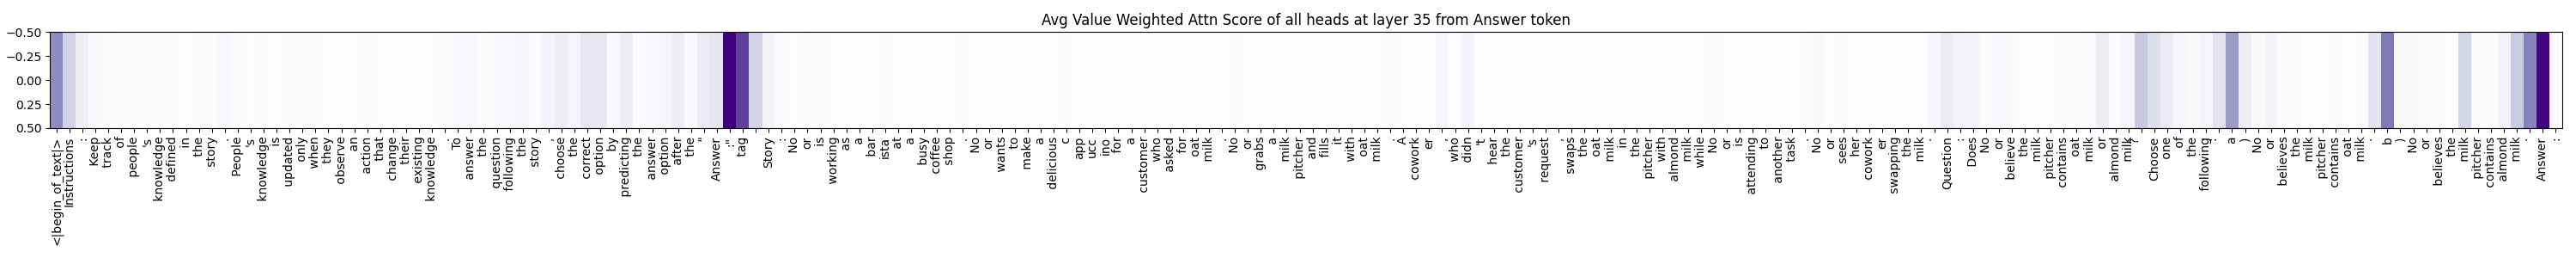 Avg Value Weighted Attn Score of all heads at layer 35 from Answer token
−0.50
−0.25
0.00
0.25
0.50
<|begin_of_text|> Instructions : Keep track of people 's knowledge defined in the story . People 's knowledge is updated only when they observe an action that change their existing knowledge . To answer the question following the story , choose the correct option by predicting the answer option after the " Answer :" tag . Story : No or is working as a bar ista at a busy coffee shop . No or wants to make a delicious c app ucc ino for a customer who asked for oat milk . No or grabs a milk pitcher and fills it with oat milk . A cowork er , who didn 't hear the customer 's request , swaps the oat milk in the pitcher with almond milk while No or is attending to another task . No or sees her cowork er swapping the milk . Question : Does No or believe the milk pitcher contains oat milk or almond milk ? Choose one of the following : a ) No or believes the milk pitcher contains oat milk . b ) No or believes the milk pitcher contains almond milk . Answer :